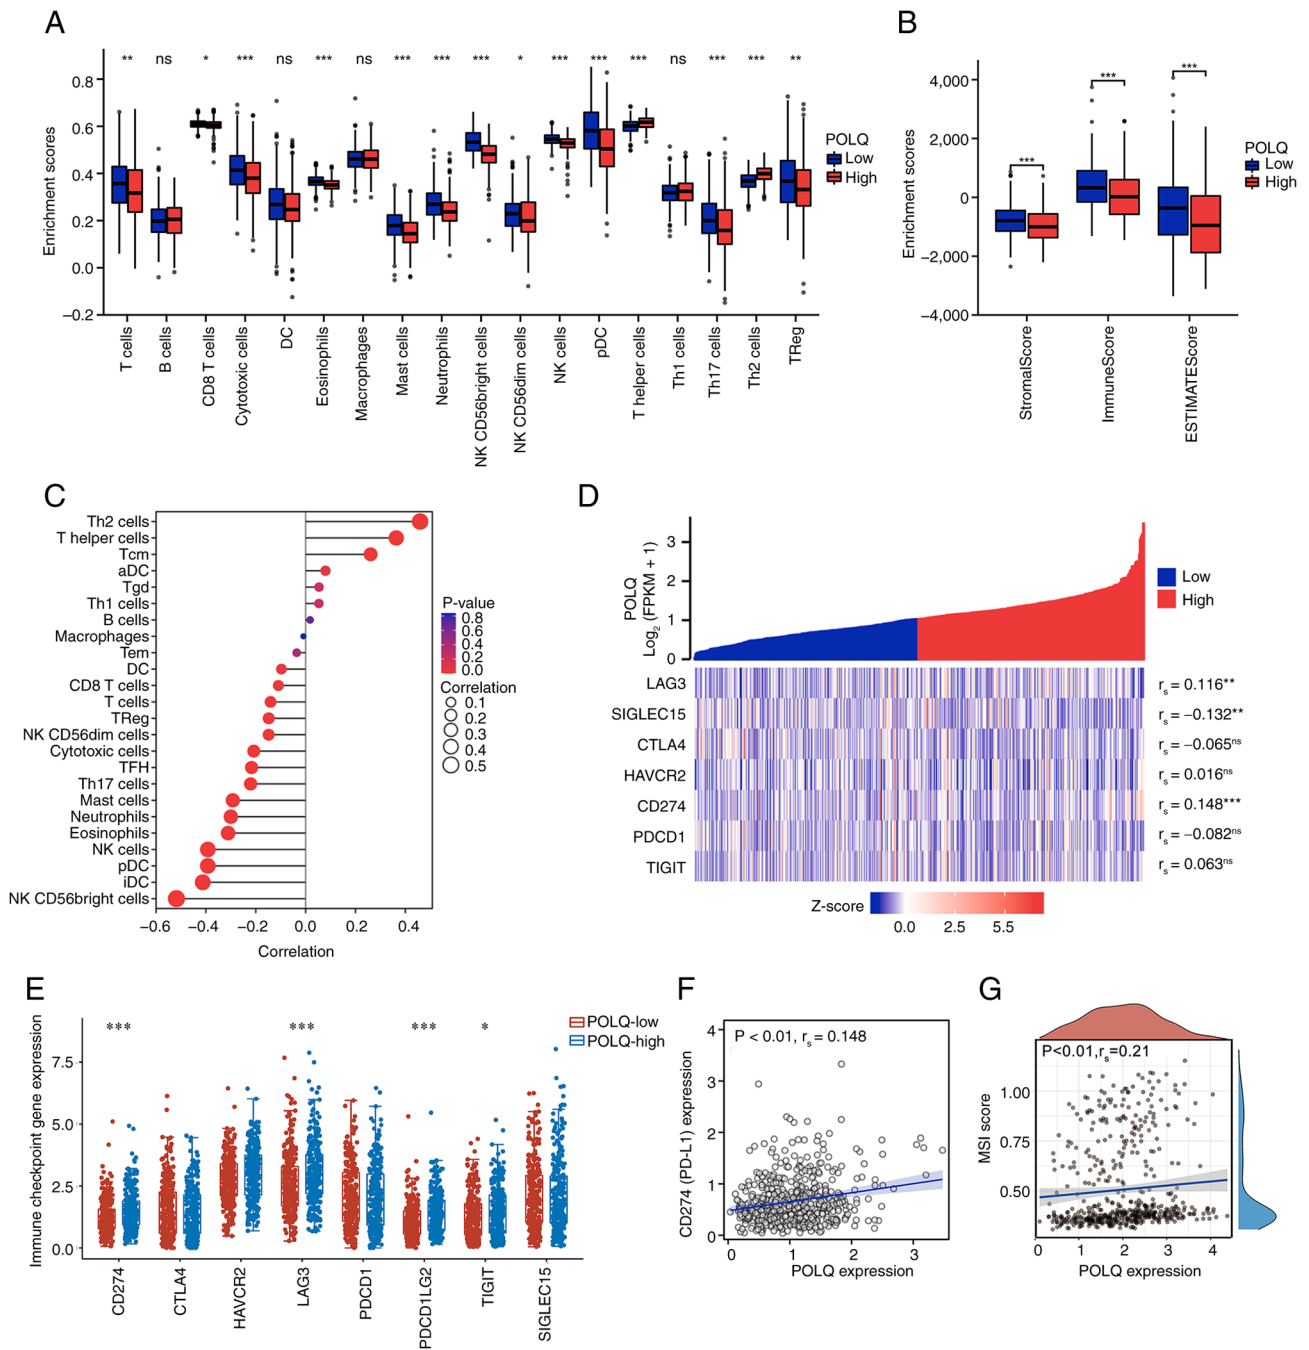 A
Enrichment scores
0.8
0.6
0.4
0.2
0.0
−0.2
** ns * *** ns *** ns *** *** *** * *** *** *** ns *** *** **
POLQ
Low
High
T cells
B cells
CD8 T cells
Cytotoxic cells
DC
Eosinophils
Macrophages
Mast cells
Neutrophils
NK CD56bright cells
NK CD56dim cells
NK cells
pDC
T helper cells
Th1 cells
Th17 cells
Th2 cells
TReg
B
Enrichment scores
4,000
2,000
0
−2,000
−4,000
*** *** ***
POLQ
Low
High
StromalScore
ImmuneScore
ESTIMATEScore
C
Th2 cells
T helper cells
Tcm
aDC
Tgd
Th1 cells
B cells
Macrophages
Tem
DC
CD8 T cells
T cells
TReg
NK CD56dim cells
Cytotoxic cells
TFH
Th17 cells
Mast cells
Neutrophils
Eosinophils
NK cells
pDC
iDC
NK CD56bright cells
−0.6 −0.4 −0.2 0.0 0.2 0.4
Correlation
P-value
0.8
0.6
0.4
0.2
0.0
Correlation
0.1
0.2
0.3
0.4
0.5
D
POLQ
Log2 (FPKM + 1)
3
2
1
0
Low
High
LAG3 rs = 0.116**
SIGLEC15 rs = −0.132**
CTLA4 rs = −0.065ns
HAVCR2 rs = 0.016ns
CD274 rs = 0.148***
PDCD1 rs = −0.082ns
TIGIT rs = 0.063ns
Z-score
0.0 2.5 5.5
E
Immune checkpoint gene expression
7.5
5.0
2.5
0.0
*** *** *** *
POLQ-low
POLQ-high
CD274
CTLA4
HAVCR2
LAG3
PDCD1
PDCD1LG2
TIGIT
SIGLEC15
F
CD274 (PD-L1) expression
P < 0.01, rs = 0.148
4
3
2
1
0
0 1 2 3
POLQ expression
G
MSI score
P<0.01,rs=0.21
1.00
0.75
0.50
0 1 2 3 4
POLQ expression